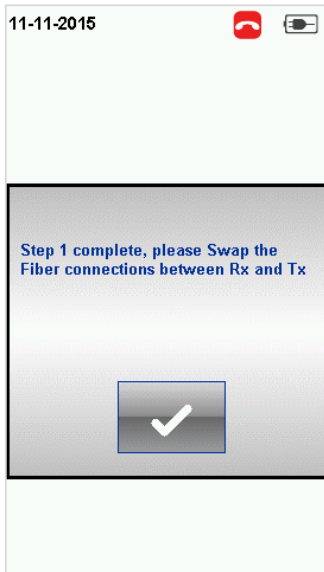 11-11-2015
Step 1 complete, please Swap the
Fiber connections between Rx and Tx